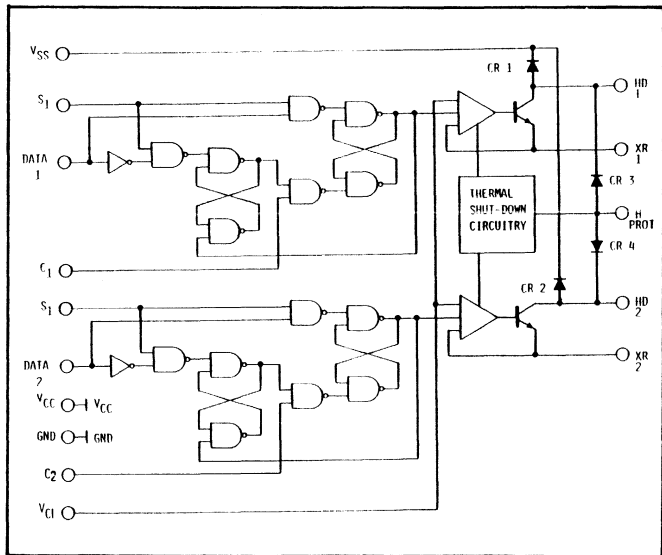 VSS
CR 1
HD
1
S1
DATA
1
XR
1
CR 3
THERMAL
SHUT-DOWN
CIRCUITRY
H
PROT
CR 4
C1
CR 2
S1
HD
2
DATA
2
XR
2
VCC
VCC
GND
GND
C2
VC1